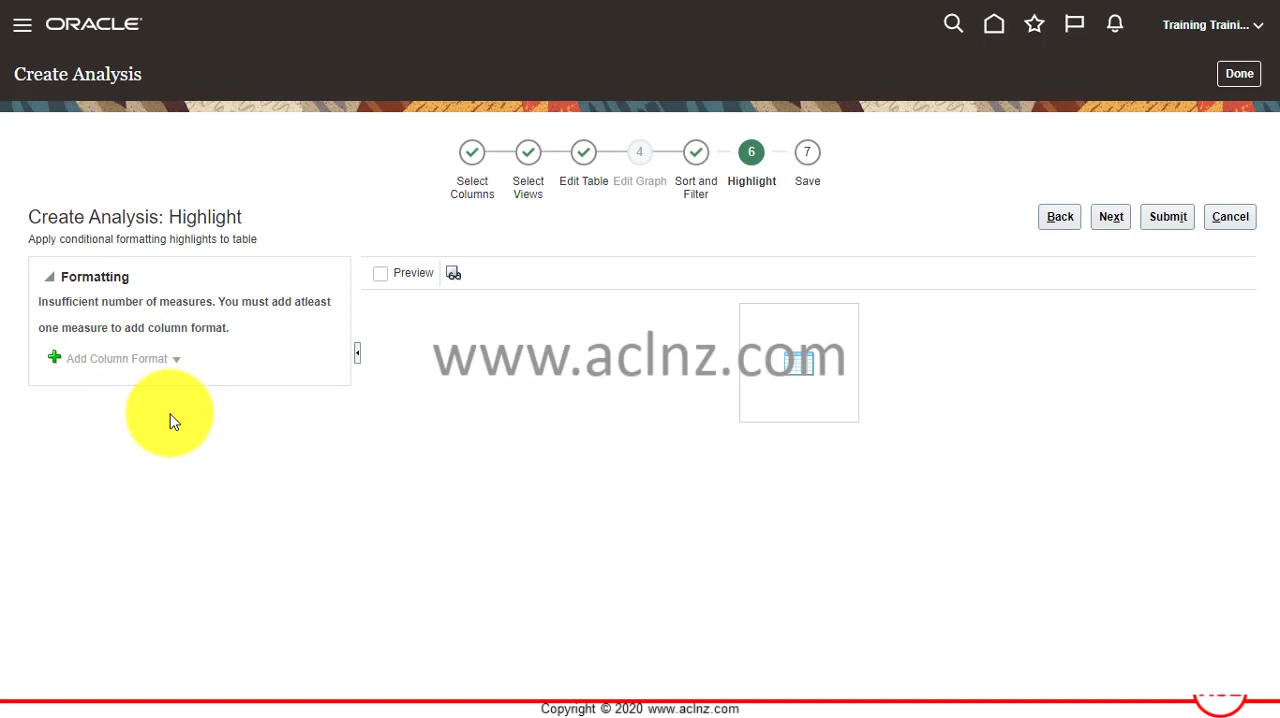 ORACLE
Training Traini...
Create Analysis
Done
4
6
7
Select Columns
Select Views
Edit Table
Edit Graph
Sort and Filter
Highlight
Save
Create Analysis: Highlight
Back
Next
Submit
Cancel
Apply conditional formatting highlights to table
Formatting
Insufficient number of measures. You must add atleast
one measure to add column format.
Add Column Format
Preview
www.aclnz.com
Copyright © 2020 www.aclnz.com